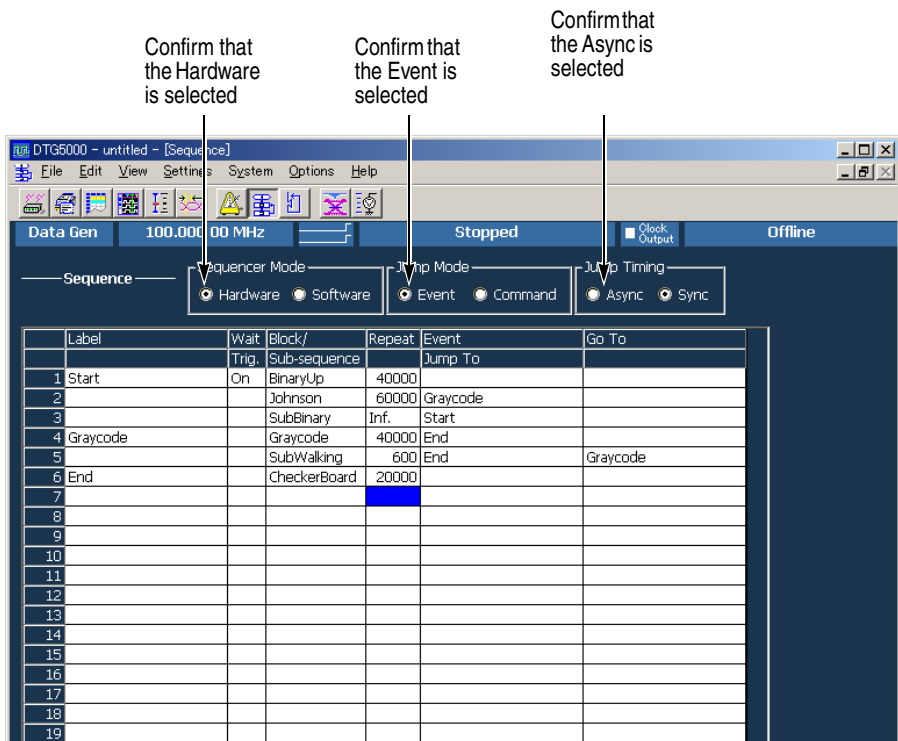 Confirm that
the Hardware
is selected
Confirm that
the Event is
selected
Confirm that
the Async is
selected
DTG5000 - untitled - [Sequence]
File Edit View Settings System Options Help
Data Gen 100.000 00 MHz Stopped Clock Output Offline
Sequence
Sequencer Mode Jump Mode Jump Timing
Hardware Software Event Command Async Sync
Label Wait Block/ Repeat Event Go To
Trig. Sub-sequence Jump To
1 Start On BinaryUp 40000
2 Johnson 60000 Graycode
3 SubBinary Inf. Start
4 Graycode Graycode 40000 End
5 SubWalking 600 End Graycode
6 End CheckerBoard 20000
7
8
9
10
11
12
13
14
15
16
17
18
19